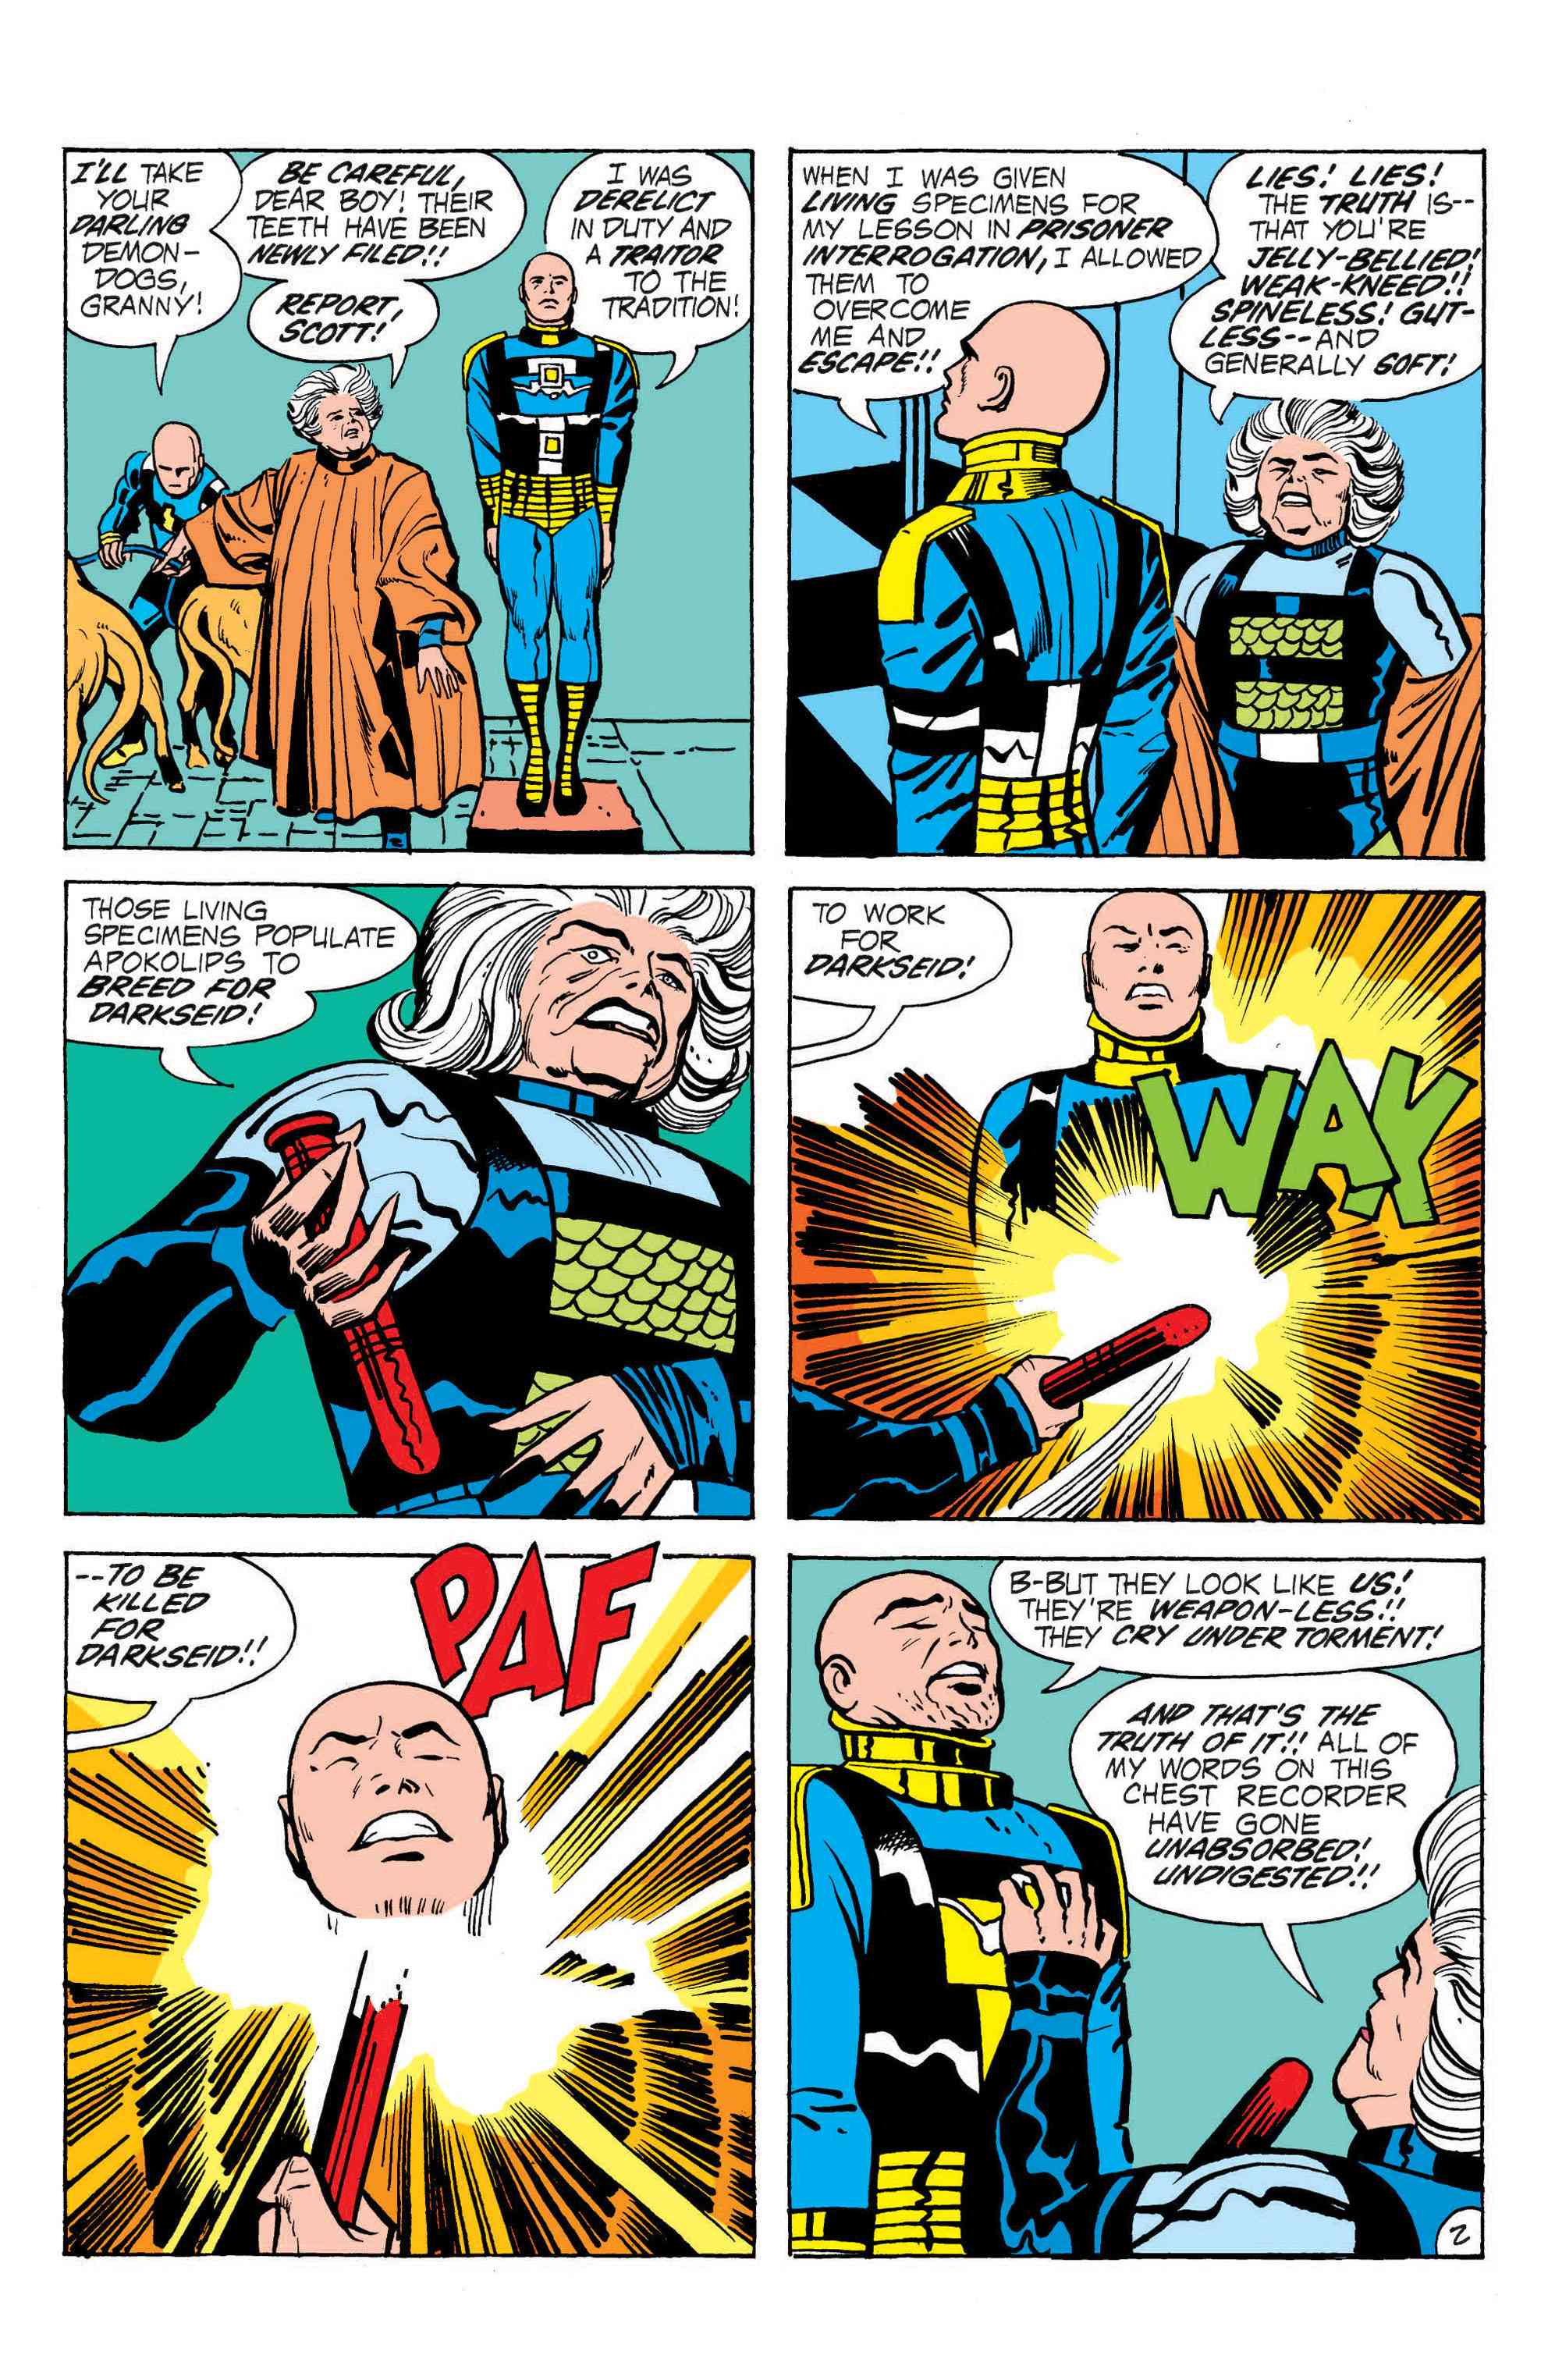 I'LL TAKE
YOUR
DARLING
DEMON-
DOGS,
GRANNY!
BE CAREFUL,
DEAR BOY! THEIR
TEETH HAVE BEEN
NEWLY FILED!!
REPORT,
SCOTT!
I WAS
DERELICT
IN DUTY AND
A TRAITOR
TO THE
TRADITION!
WHEN I WAS GIVEN
LIVING SPECIMENS FOR
MY LESSON IN PRISONER
INTERROGATION, I ALLOWED
THEM TO
OVERCOME
ME AND
ESCAPE!!
LIES! LIES!
THE TRUTH IS--
THAT YOU'RE
JELLY-BELLIED!
WEAK-KNEED!!
SPINELESS! GUT-
LESS--AND
GENERALLY SOFT!
THOSE LIVING
SPECIMENS POPULATE
APOKOLIPS TO
BREED FOR
DARKSEID!
TO WORK
FOR
DARKSEID!
WAK
--TO BE
KILLED
FOR
DARKSEID!!
PAF
B-BUT THEY LOOK LIKE US!
THEY'RE WEAPON-LESS!!
THEY CRY UNDER TORMENT!
AND THAT'S THE
TRUTH OF IT!! ALL OF
MY WORDS ON THIS
CHEST RECORDER
HAVE GONE
UNABSORBED!
UNDIGESTED!!
2